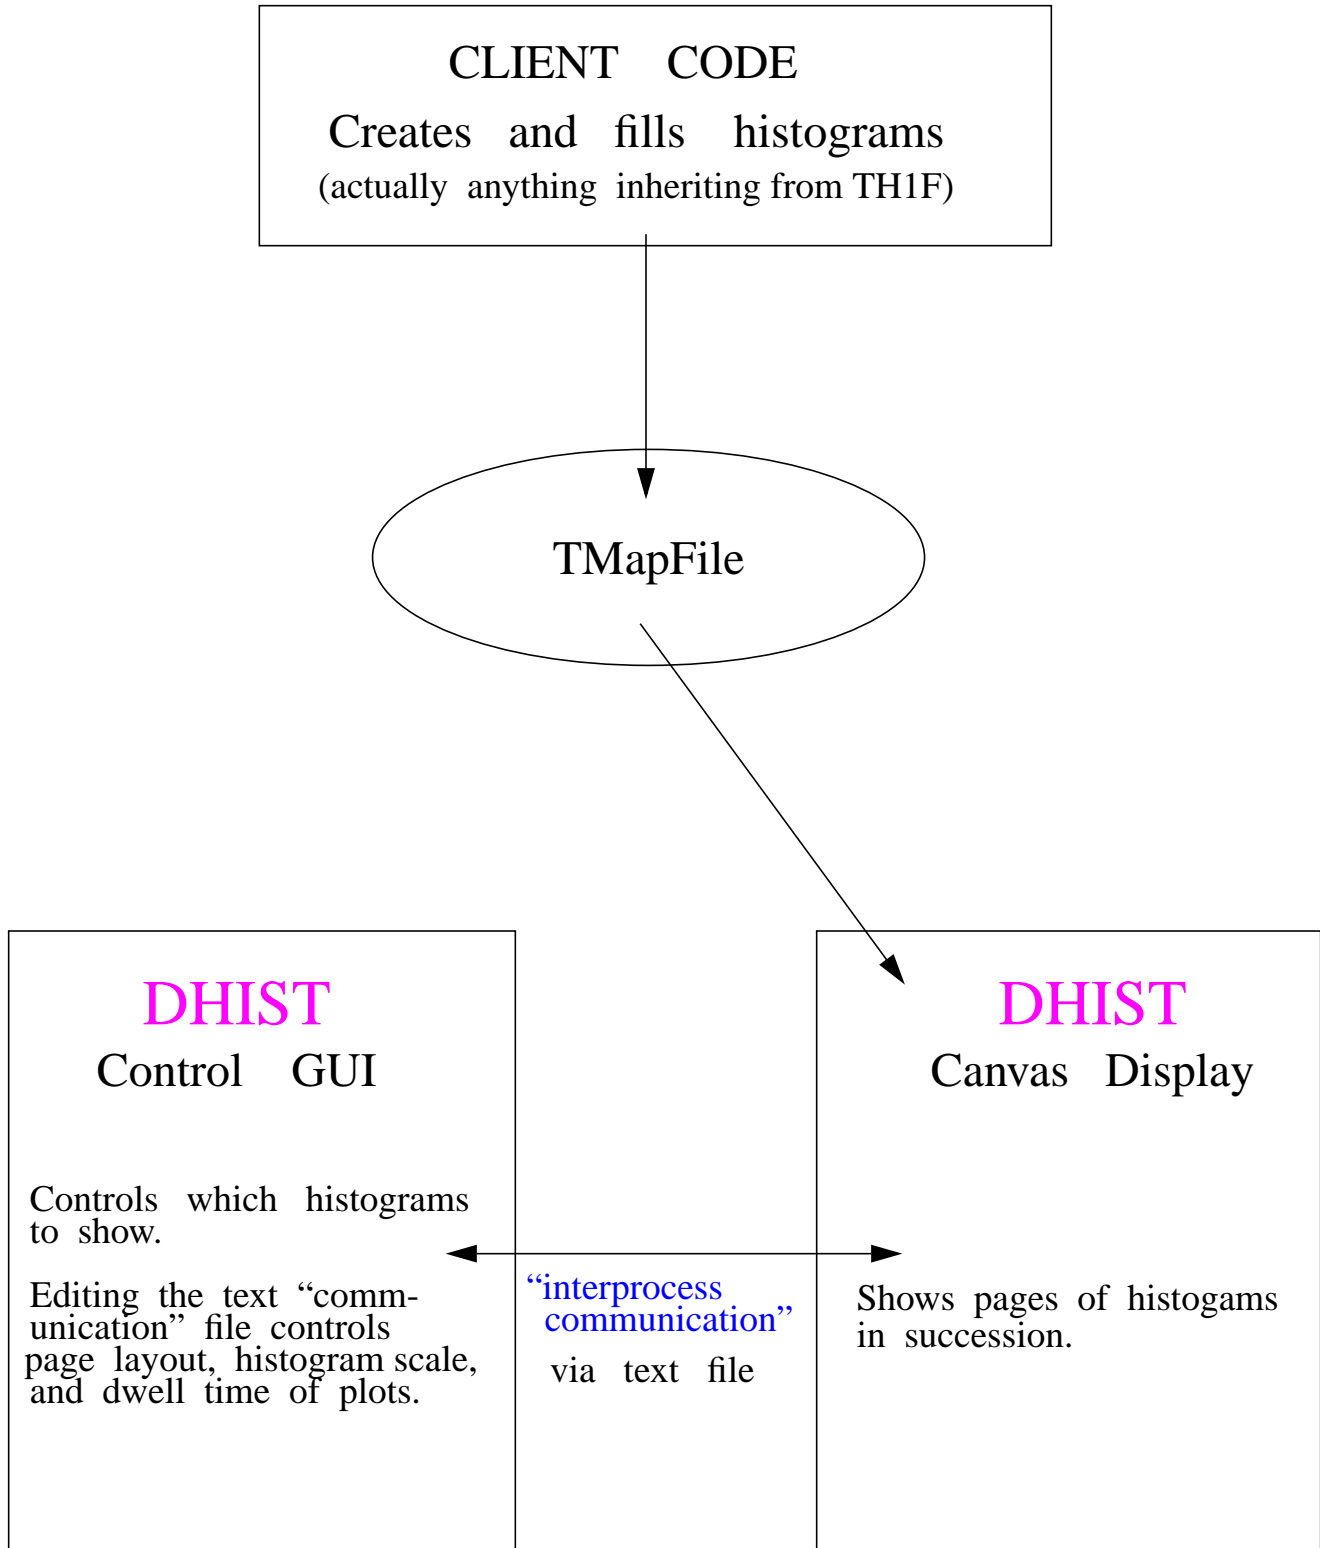 CLIENT CODE
Creates and fills histograms
(actually anything inheriting from TH1F)
TMapFile
DHIST
Control GUI
Controls which histograms
to show.
Editing the text “comm-
unication” file controls
page layout, histogram scale,
and dwell time of plots.
“interprocess
communication”
via text file
DHIST
Canvas Display
Shows pages of histogams
in succession.